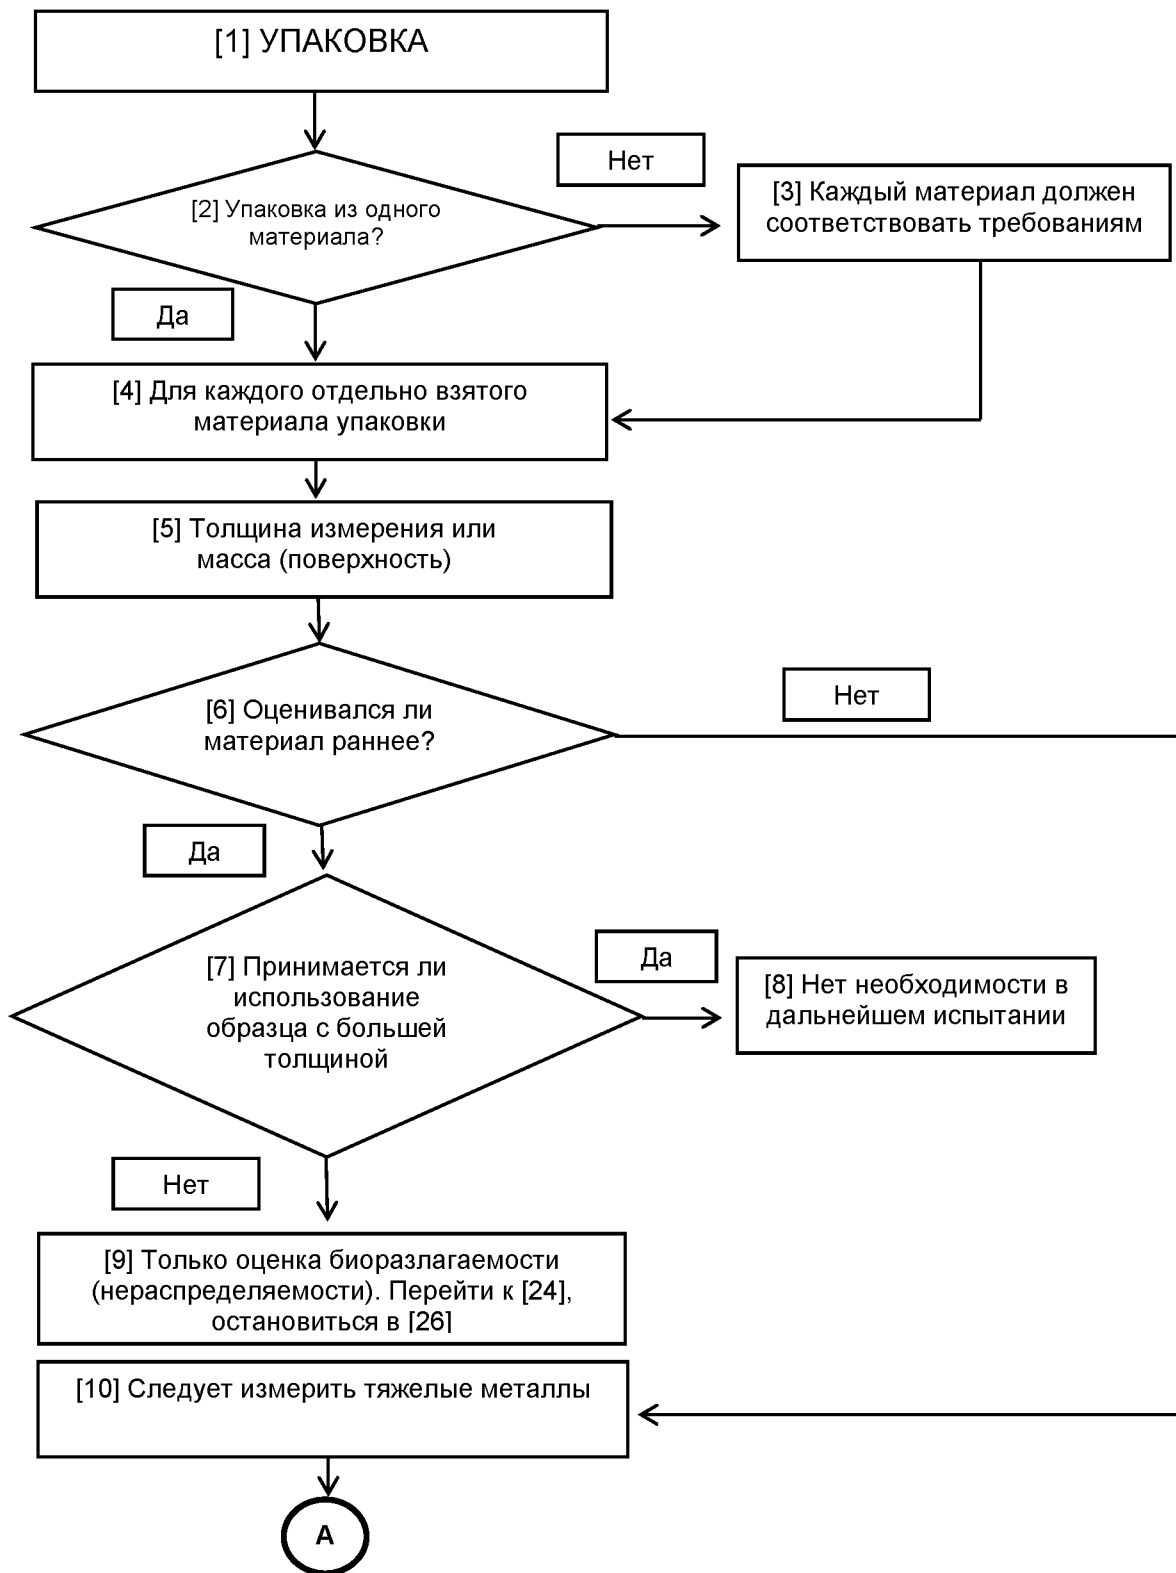 [1] УПАКОВКА
Нет
[2] Упаковка из одного
материала?
[3] Каждый материал должен
соответствовать требованиям
Да
[4] Для каждого отдельно взятого
материала упаковки
[5] Толщина измерения или
масса (поверхность)
Нет
[6] Оценивался ли
материал раннее?
Да
[7] Принимается ли
использование
образца с большей
толщиной
Да
[8] Нет необходимости в
дальнейшем испытании
Нет
[9] Только оценка биоразлагаемости
(нераспределяемости). Перейти к [24],
остановиться в [26]
[10] Следует измерить тяжелые металлы
А